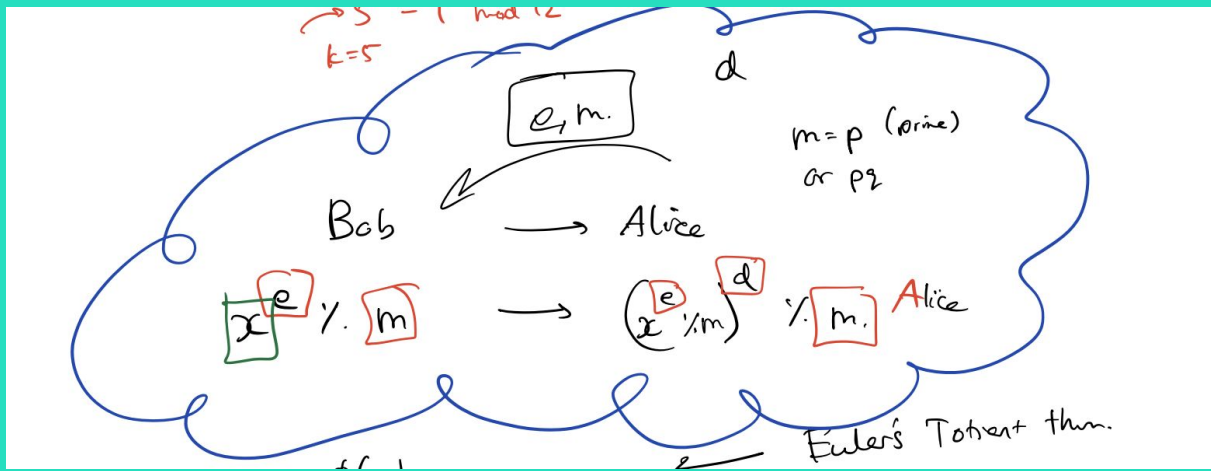 k=5
d
e, m.
m = p (prime)
or pq
Bob → Alice
x^e % m → (x^e % m)^d % m. Alice
Euler's Totient thm.